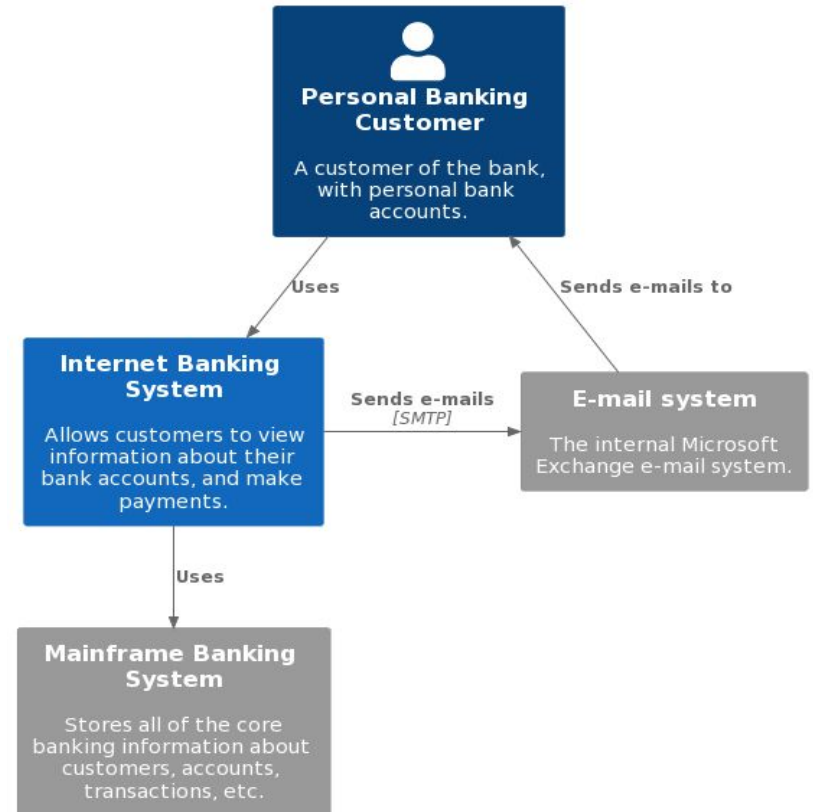 Personal Banking
Customer
A customer of the bank,
with personal bank
accounts.
Uses
Sends e-mails to
Internet Banking
System
Allows customers to view
information about their
bank accounts, and make
payments.
Sends e-mails
[SMTP]
E-mail system
The internal Microsoft
Exchange e-mail system.
Uses
Mainframe Banking
System
Stores all of the core
banking information about
customers, accounts,
transactions, etc.